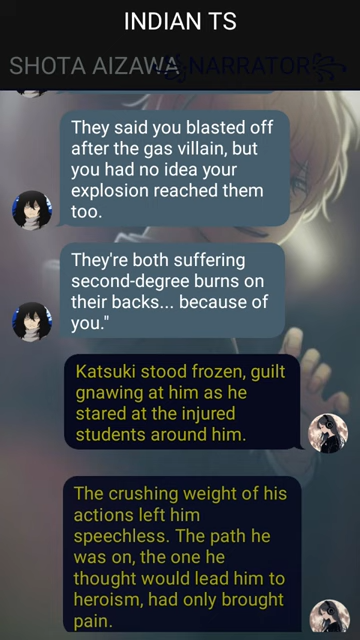 INDIAN TS
SHOTA AIZAWA
NARRATOR
They said you blasted off
after the gas villain, but
you had no idea your
explosion reached them
too.
They're both suffering
second-degree burns on
their backs... because of
you."
Katsuki stood frozen, guilt
gnawing at him as he
stared at the injured
students around him.
The crushing weight of his
actions left him
speechless. The path he
was on, the one he
thought would lead him to
heroism, had only brought
pain.